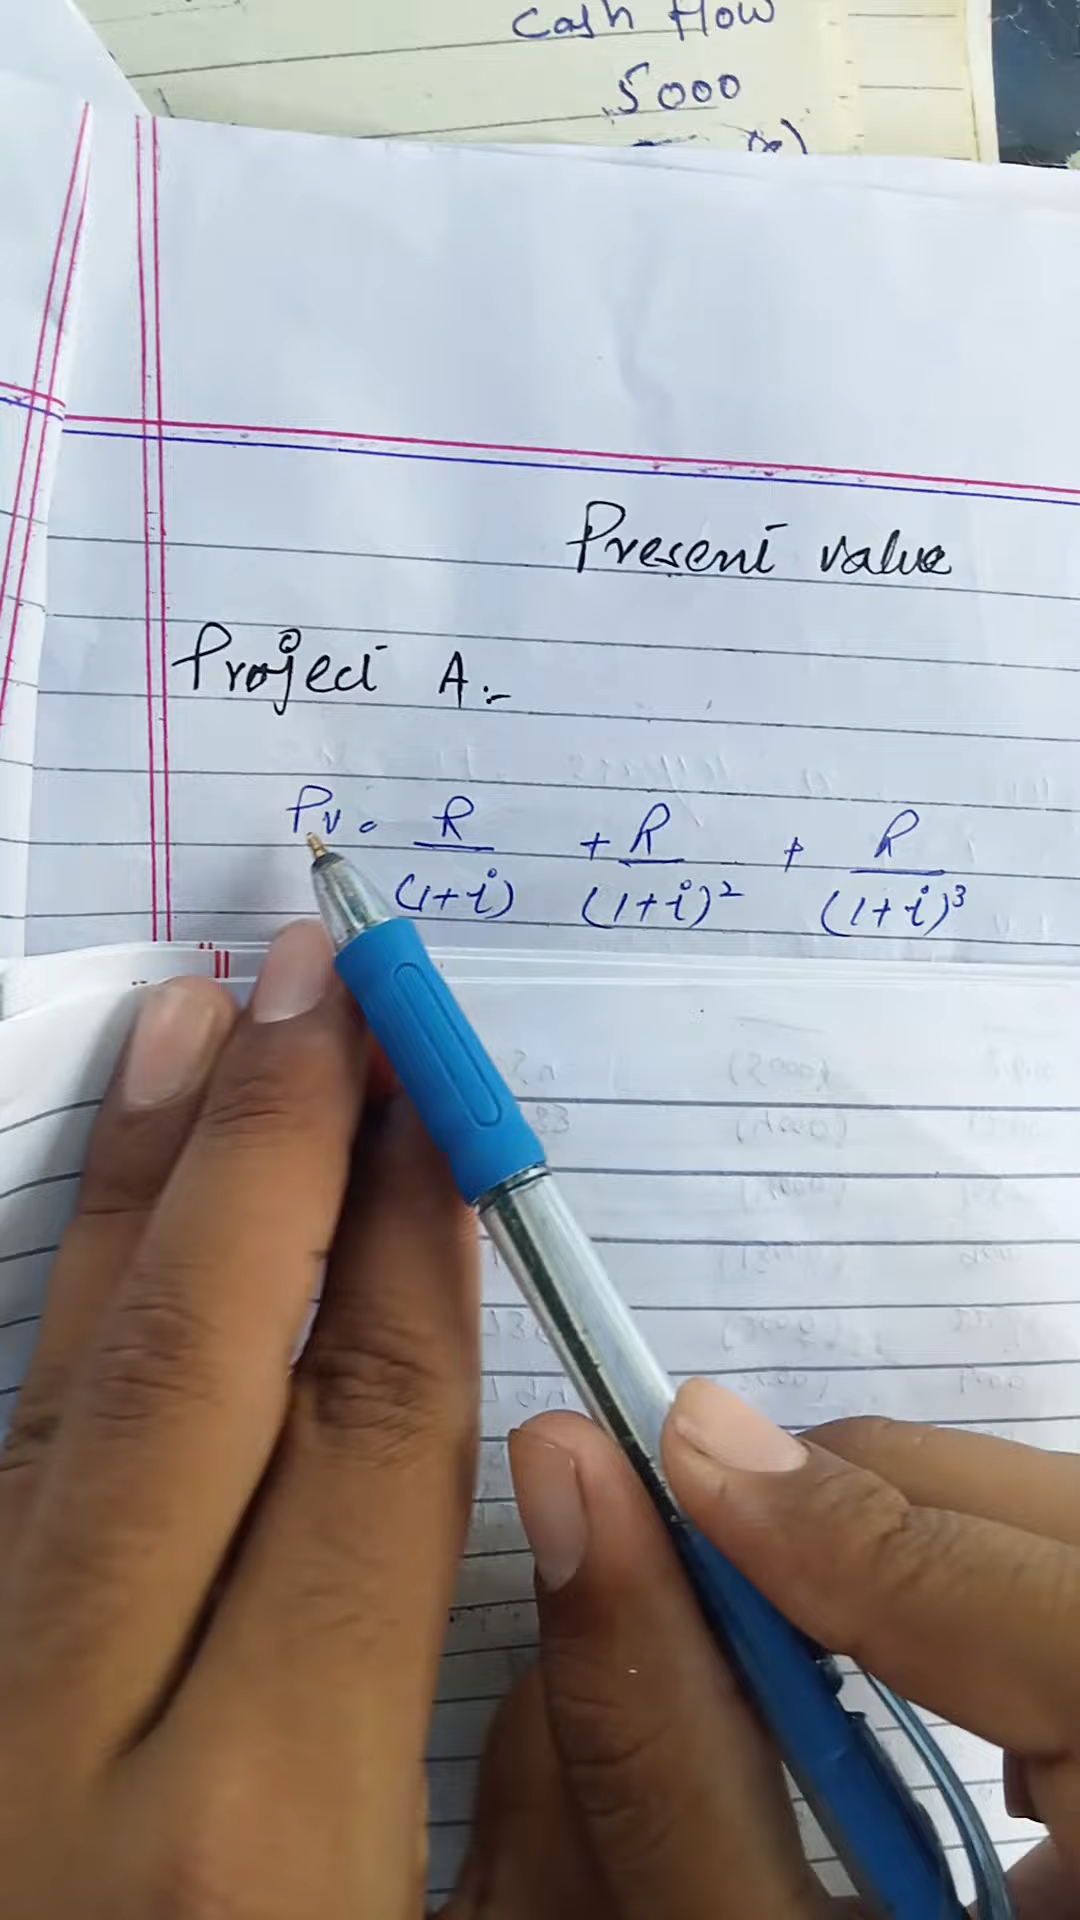 Cash flow
5000
Present value
Project A:-
Pv = R/(1+i) + R/(1+i)² + R/(1+i)³